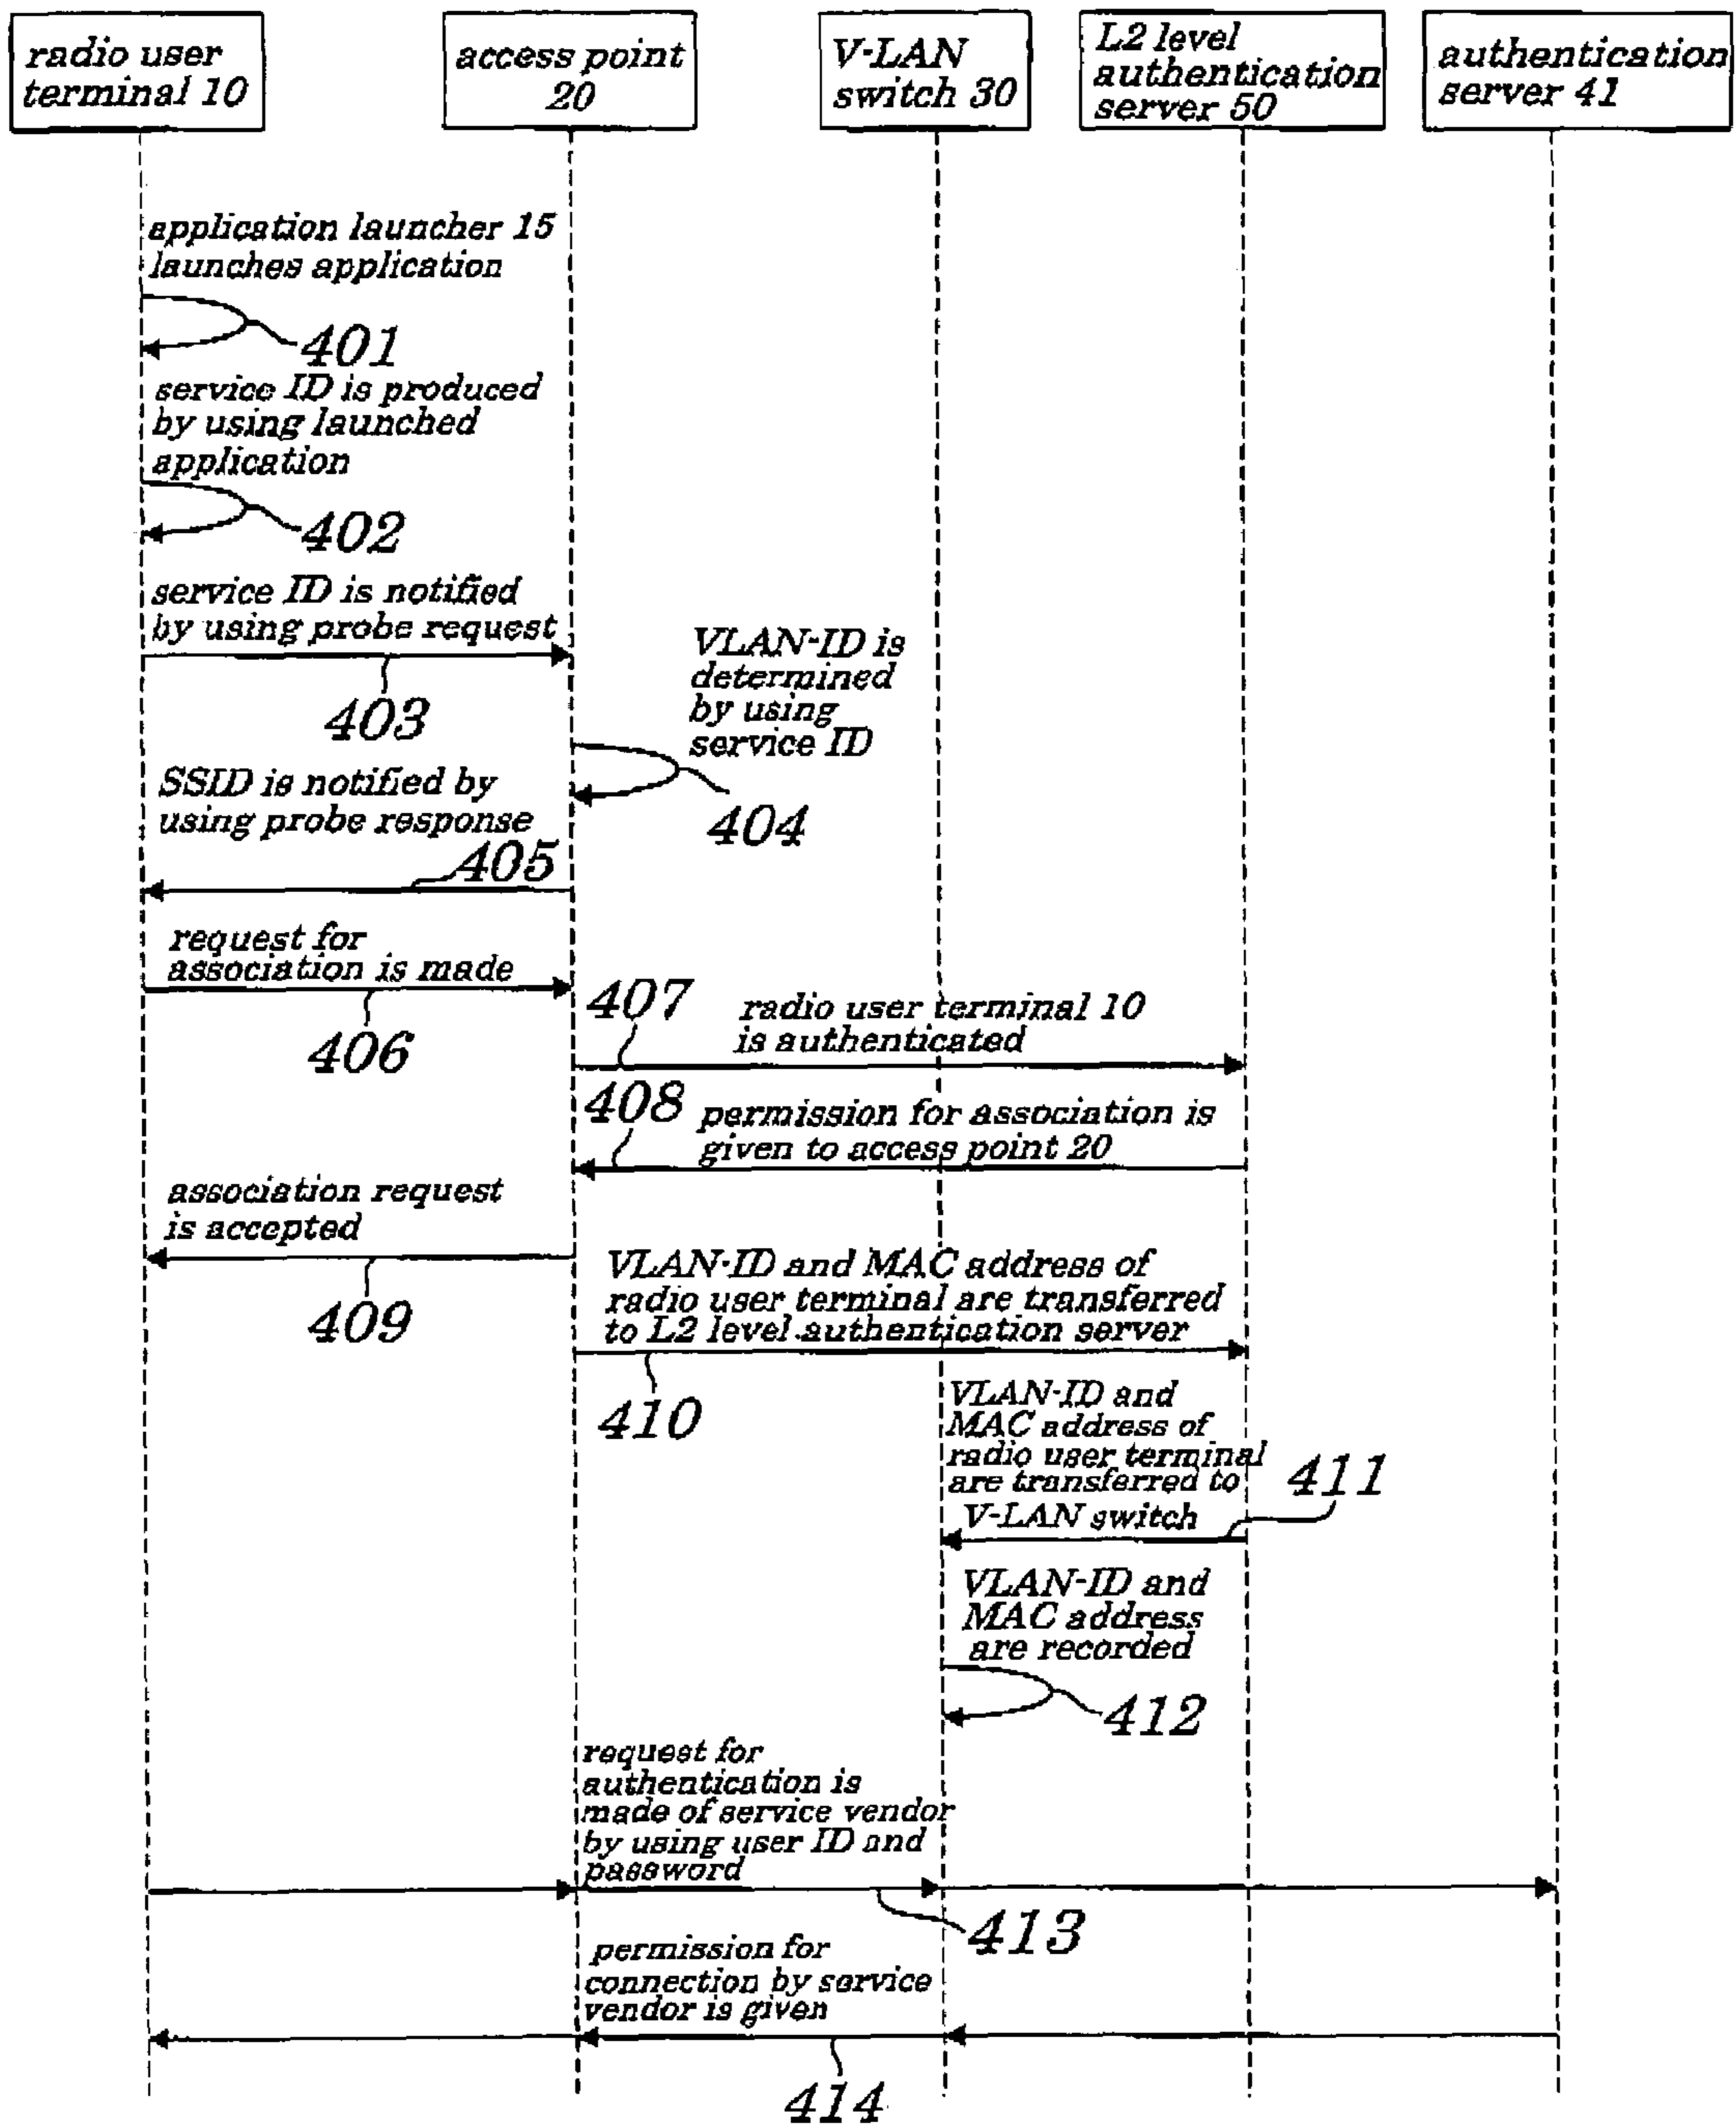 radio user
terminal 10
access point
20
V-LAN
switch 30
L2 level
authentication
server 50
authentication
server 41
application launcher 15
launches application
401
service ID is produced
by using launched
application
402
service ID is notified
by using probe request
403
VLAN-ID is
determined
by using
service ID
404
SSID is notified by
using probe response
405
request for
association is made
406
407
radio user terminal 10
is authenticated
408
permission for association is
given to access point 20
association request
is accepted
409
VLAN-ID and MAC address of
radio user terminal are transferred
to L2 level authentication server
410
VLAN-ID and
MAC address of
radio user terminal
are transferred to
V-LAN switch
411
VLAN-ID and
MAC address
are recorded
412
request for
authentication is
made of service vendor
by using user ID and
password
413
permission for
connection by service
vendor is given
414